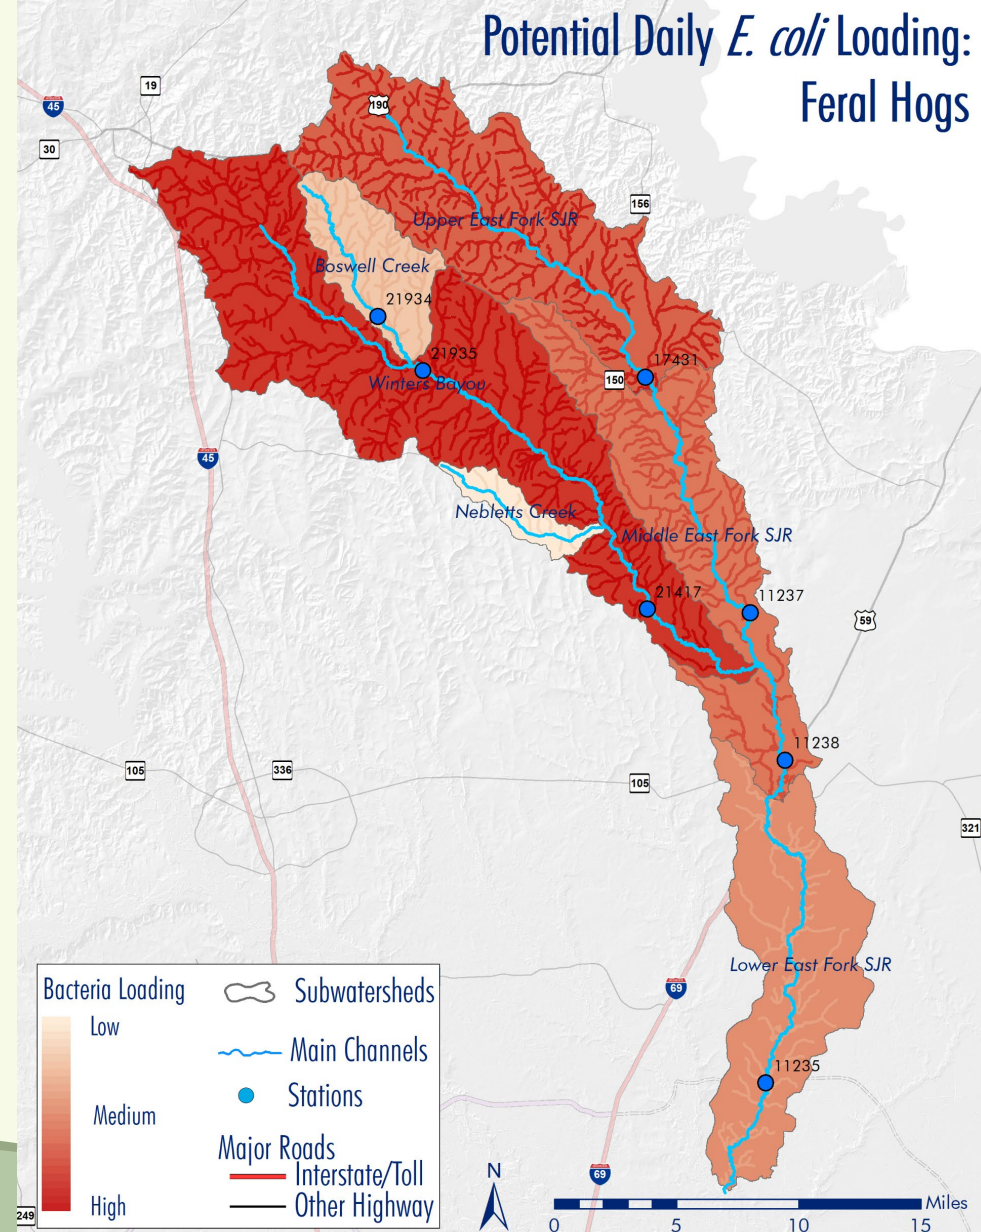 Potential Daily E. coli Loading:
Feral Hogs
19
45
190
30
156
Upper East Fork SJR
Boswell Creek
21934
21935
17431
150
Winters Bayou
45
Nebletts Creek
Middle East Fork SJR
21417
11237
59
11238
105
336
105
321
Lower East Fork SJR
69
11235
69
249
Bacteria Loading
Low
Medium
High
Subwatersheds
Main Channels
Stations
Major Roads
Interstate/Toll
Other Highway
N
Miles
0 5 10 15